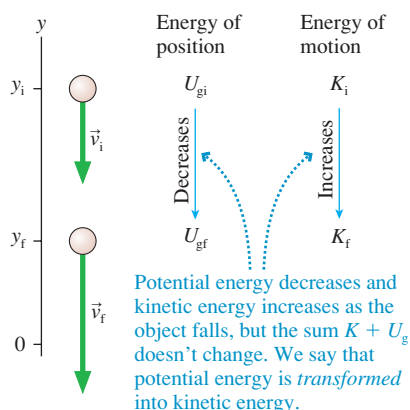 y
Energy of position
Energy of motion
yi
Ugi
Ki
v⃗i
Decreases
Increases
yf
Ugf
Kf
v⃗f
0
Potential energy decreases and
kinetic energy increases as the
object falls, but the sum K + Ug
doesn't change. We say that
potential energy is transformed
into kinetic energy.